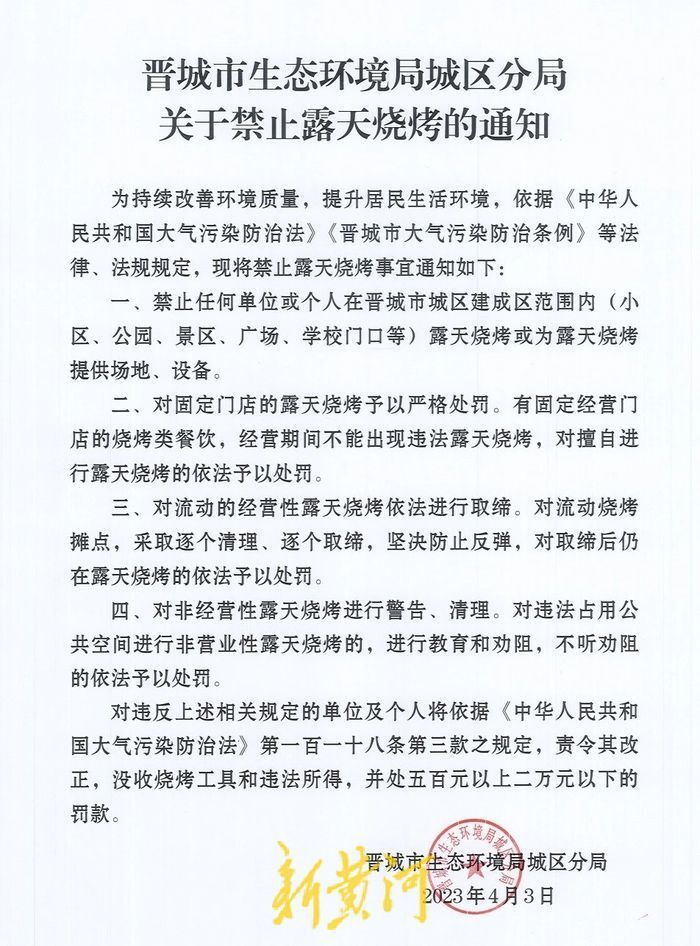 晋城市生态环境局城区分局
关于禁止露天烧烤的通知
为持续改善环境质量，提升居民生活环境，依据《中华人
民共和国大气污染防治法》《晋城市大气污染防治条例》等法
律、法规规定，现将禁止露天烧烤事宜通知如下：
一、禁止任何单位或个人在晋城市城区建成区范围内（小
区、公园、景区、广场、学校门口等）露天烧烤或为露天烧烤
提供场地、设备。
二、对固定门店的露天烧烤予以严格处罚。有固定经营门
店的烧烤类餐饮，经营期间不能出现违法露天烧烤，对擅自进
行露天烧烤的依法予以处罚。
三、对流动的经营性露天烧烤依法进行取缔。对流动烧烤
摊点，采取逐个清理、逐个取缔，坚决防止反弹，对取缔后仍
在露天烧烤的依法予以处罚。
四、对非经营性露天烧烤进行警告、清理。对违法占用公
共空间进行非营业性露天烧烤的，进行教育和劝阻，不听劝阻
的依法予以处罚。
对违反上述相关规定的单位及个人将依据《中华人民共和
国大气污染防治法》第一百一十八条第三款之规定，责令其改
正，没收烧烤工具和违法所得，并处五百元以上二万元以下的
罚款。
晋城市生态环境局城区分局
2023年4月3日
晋城市生态环境局城区分局
新黄河